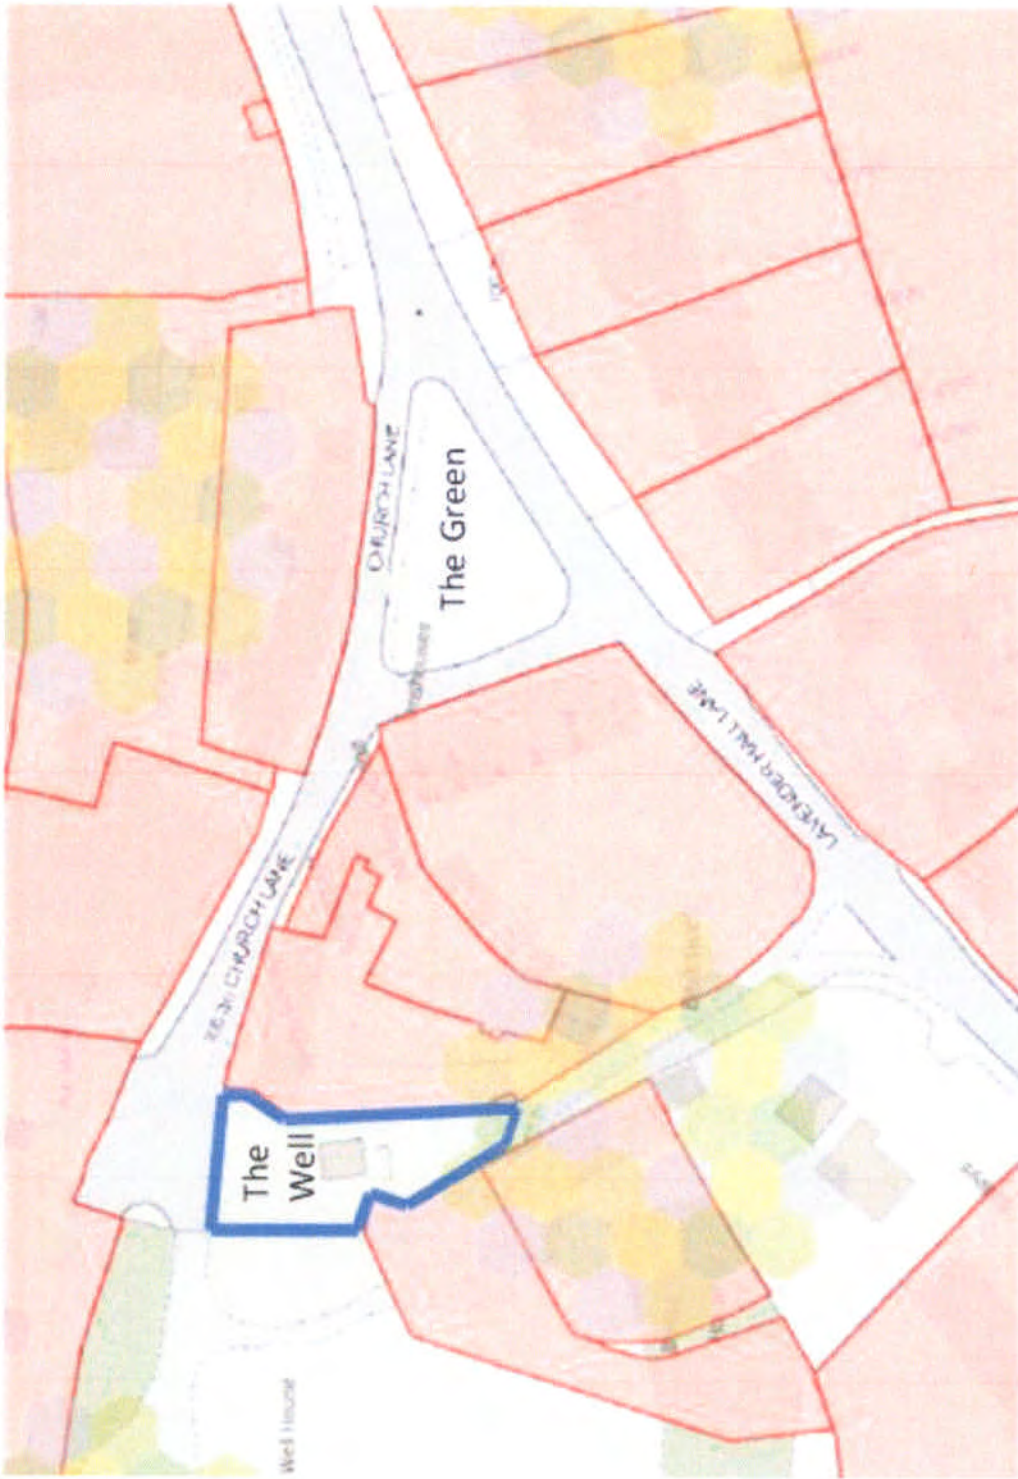 CHURCH LANE
The Green
LAVENDER HALL LANE
CHURCH LANE
The
Well
Well House